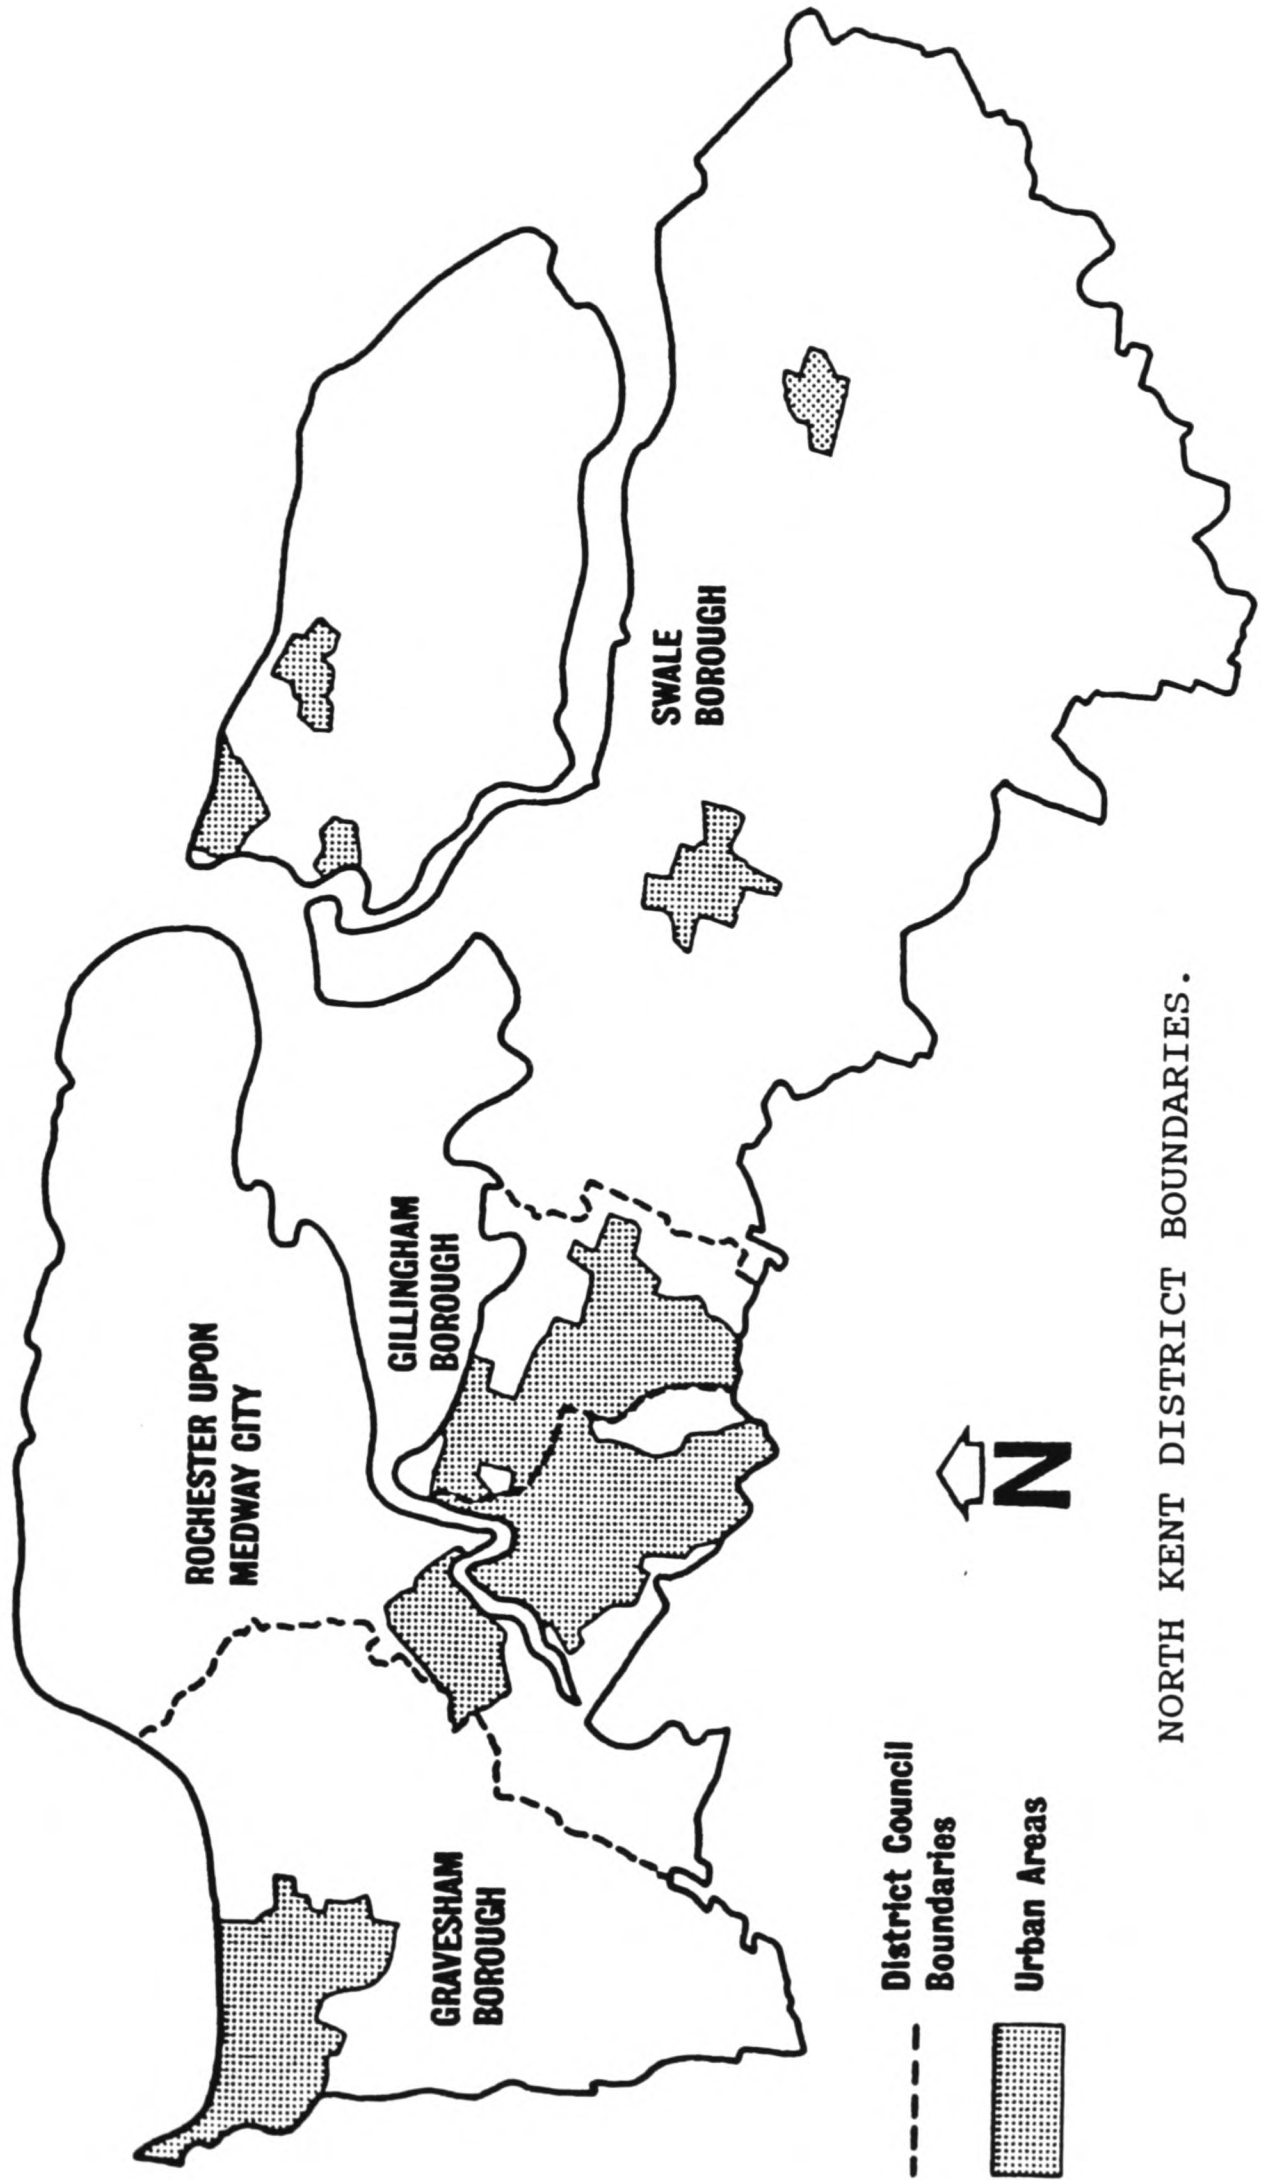 ROCHESTER UPON
MEDWAY CITY
GILLINGHAM
BOROUGH
SWALE
BOROUGH
GRAVESHAM
BOROUGH
District Council
Boundaries
Urban Areas
N
NORTH KENT DISTRICT BOUNDARIES.